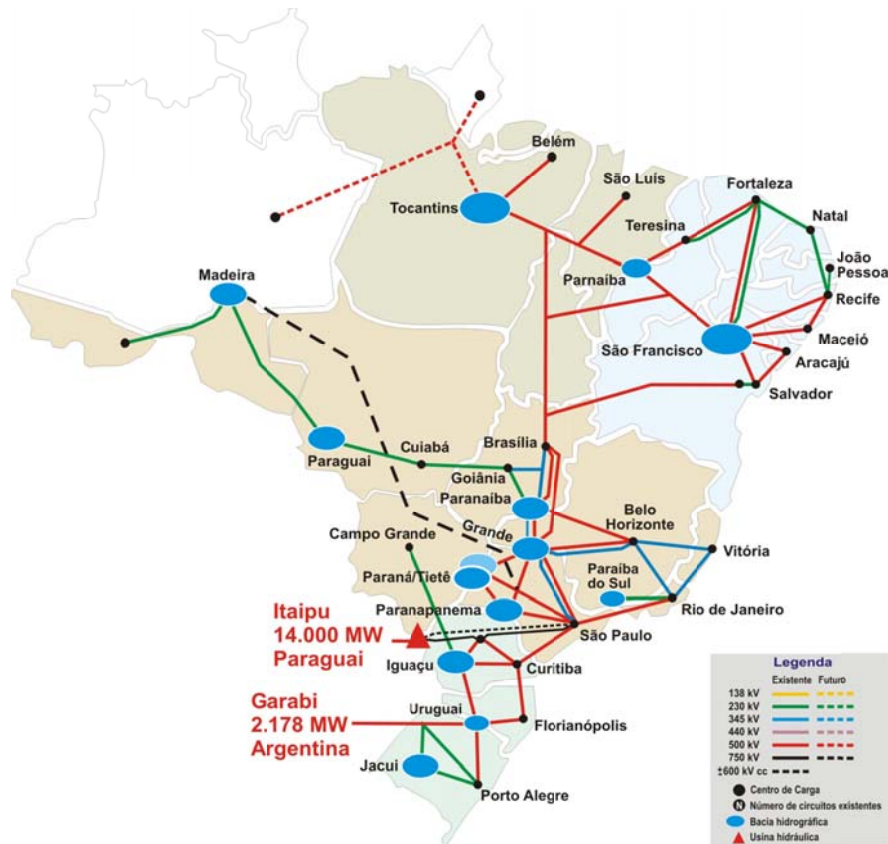 Belém
São Luís
Fortaleza
Tocantins
Teresina
Natal
João
Pessoa
Madeira
Parnaíba
Recife
São Francisco
Maceió
Aracajú
Salvador
Brasília
Cuiabá
Paraguai
Goiânia
Paranaíba
Belo
Horizonte
Campo Grande
Grande
Vitória
Paraíba
do Sul
Paraná/Tietê
Itaipu
14.000 MW
Paraguai
Paranapanema
Rio de Janeiro
São Paulo
Iguaçu
Curitiba
Garabi
2.178 MW
Argentina
Uruguai
Florianópolis
Jacui
Porto Alegre
Legenda
Existente Futuro
138 kV
230 kV
345 kV
440 kV
500 kV
750 kV
±600 kV cc
Centro de Carga
N Número de circuitos existentes
Bacia hidrográfica
Usina hidráulica